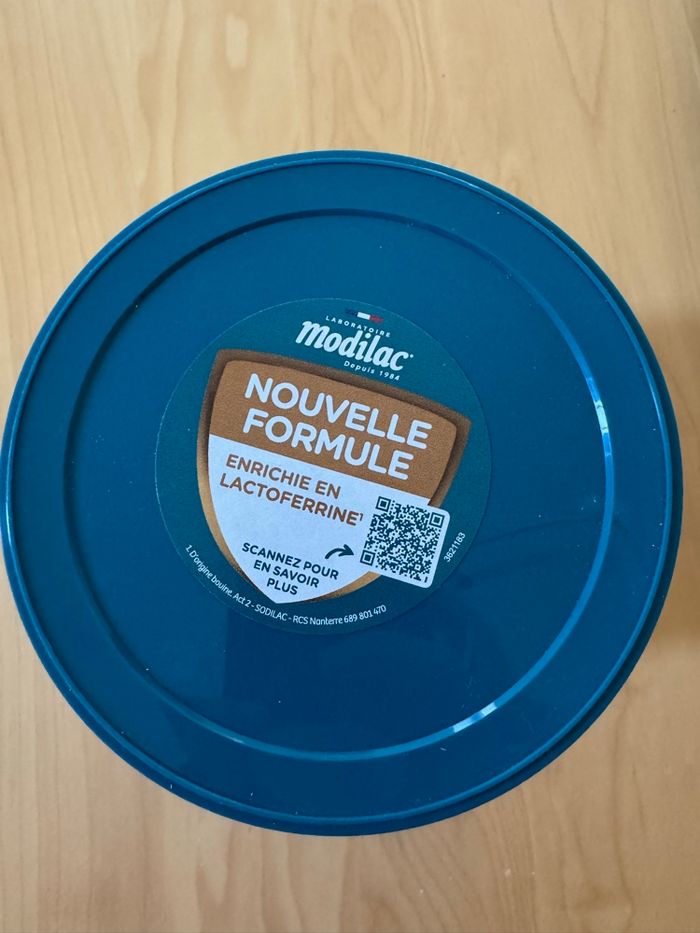 LABORATOIRE
Modilac
Depuis 1984
NOUVELLE
FORMULE
ENRICHIE EN
LACTOFERRINE¹
SCANNEZ POUR
EN SAVOIR
PLUS
3621183
1. D'origine bovine. Act 2 - SODILAC - RCS Nanterre 689 801 470